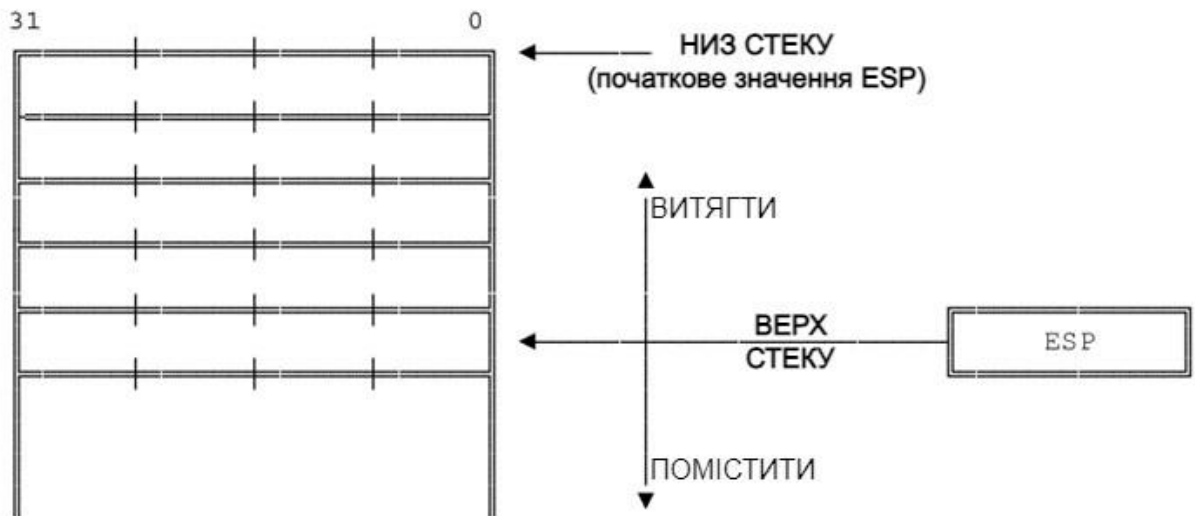 31 0
НИЗ СТЕКУ
(початкове значення ESP)
ВИТЯГТИ
ВЕРХ
СТЕКУ
ESP
ПОМІСТИТИ